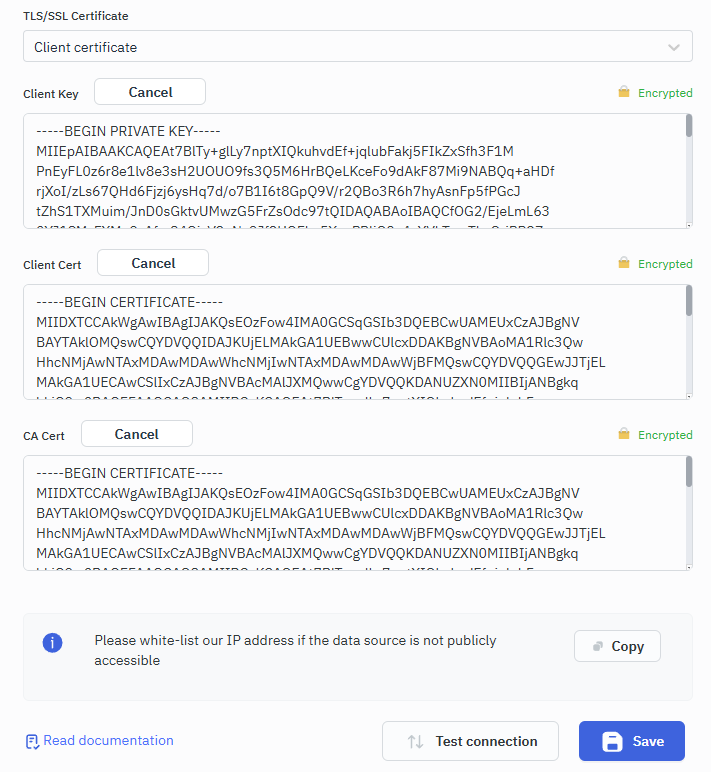 TLS/SSL Certificate
Client certificate
Client Key Cancel Encrypted
-----BEGIN PRIVATE KEY-----
MIIEpAIBAAKCAQEAt7BlTy+glLy7nptXIQkuhvdEf+jqlubFakj5FIkZxSfh3F1M
PnEyFL0z6r8e1lv8e3sH2UOUO9fs3Q5M6HrBQeLKceFo9dAkF87Mi9NABQq+aHDf
rjXoI/zLs67QHd6Fjzj6ysHq7d/o7B1I6t8GpQ9V/r2QBo3R6h7hyAsnFp5fPGcJ
tZhS1TXMuim/JnD0sGktvUMwzG5FrZsOdc97tQIDAQABAoIBAQCfOG2/EjeLmL63
Client Cert Cancel Encrypted
-----BEGIN CERTIFICATE-----
MIIDXTCCAkWgAwIBAgIJAKQsEOzFow4IMA0GCSqGSIb3DQEBCwUAMEUxCzAJBgNV
BAYTAklOMQswCQYDVQQIDAJKUjELMAkGA1UEBwwCUlcxDDAKBgNVBAoMA1Rlc3Qw
HhcNMjAwNTAxMDAwMDAwWhcNMjIwNTAxMDAwMDAwWjBFMQswCQYDVQQGEwJJTjEL
MAkGA1UECAwCSlIxCzAJBgNVBAcMAlJXMQwwCgYDVQQKDANUZXN0MIIBIjANBgkq
CA Cert Cancel Encrypted
-----BEGIN CERTIFICATE-----
MIIDXTCCAkWgAwIBAgIJAKQsEOzFow4IMA0GCSqGSIb3DQEBCwUAMEUxCzAJBgNV
BAYTAklOMQswCQYDVQQIDAJKUjELMAkGA1UEBwwCUlcxDDAKBgNVBAoMA1Rlc3Qw
HhcNMjAwNTAxMDAwMDAwWhcNMjIwNTAxMDAwMDAwWjBFMQswCQYDVQQGEwJJTjEL
MAkGA1UECAwCSlIxCzAJBgNVBAcMAlJXMQwwCgYDVQQKDANUZXN0MIIBIjANBgkq
Please white-list our IP address if the data source is not publicly
accessible
Copy
Read documentation Test connection Save